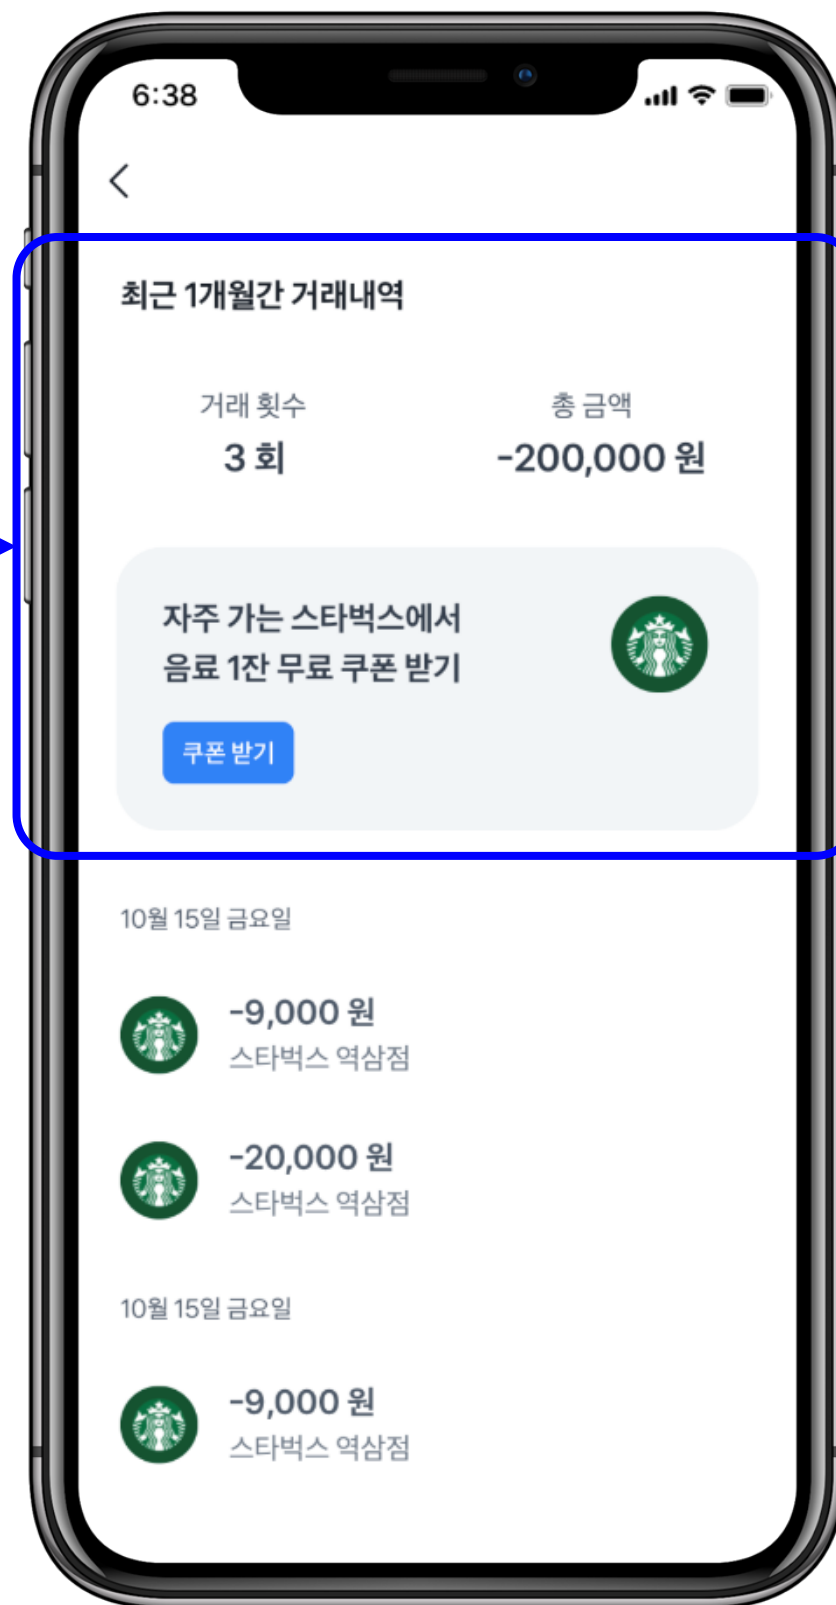 6:38
최근 1개월간 거래내역
거래 횟수
총 금액
3 회
-200,000 원
자주 가는 스타벅스에서
음료 1잔 무료 쿠폰 받기
쿠폰 받기
10월 15일 금요일
-9,000 원
스타벅스 역삼점
-20,000 원
스타벅스 역삼점
10월 15일 금요일
-9,000 원
스타벅스 역삼점